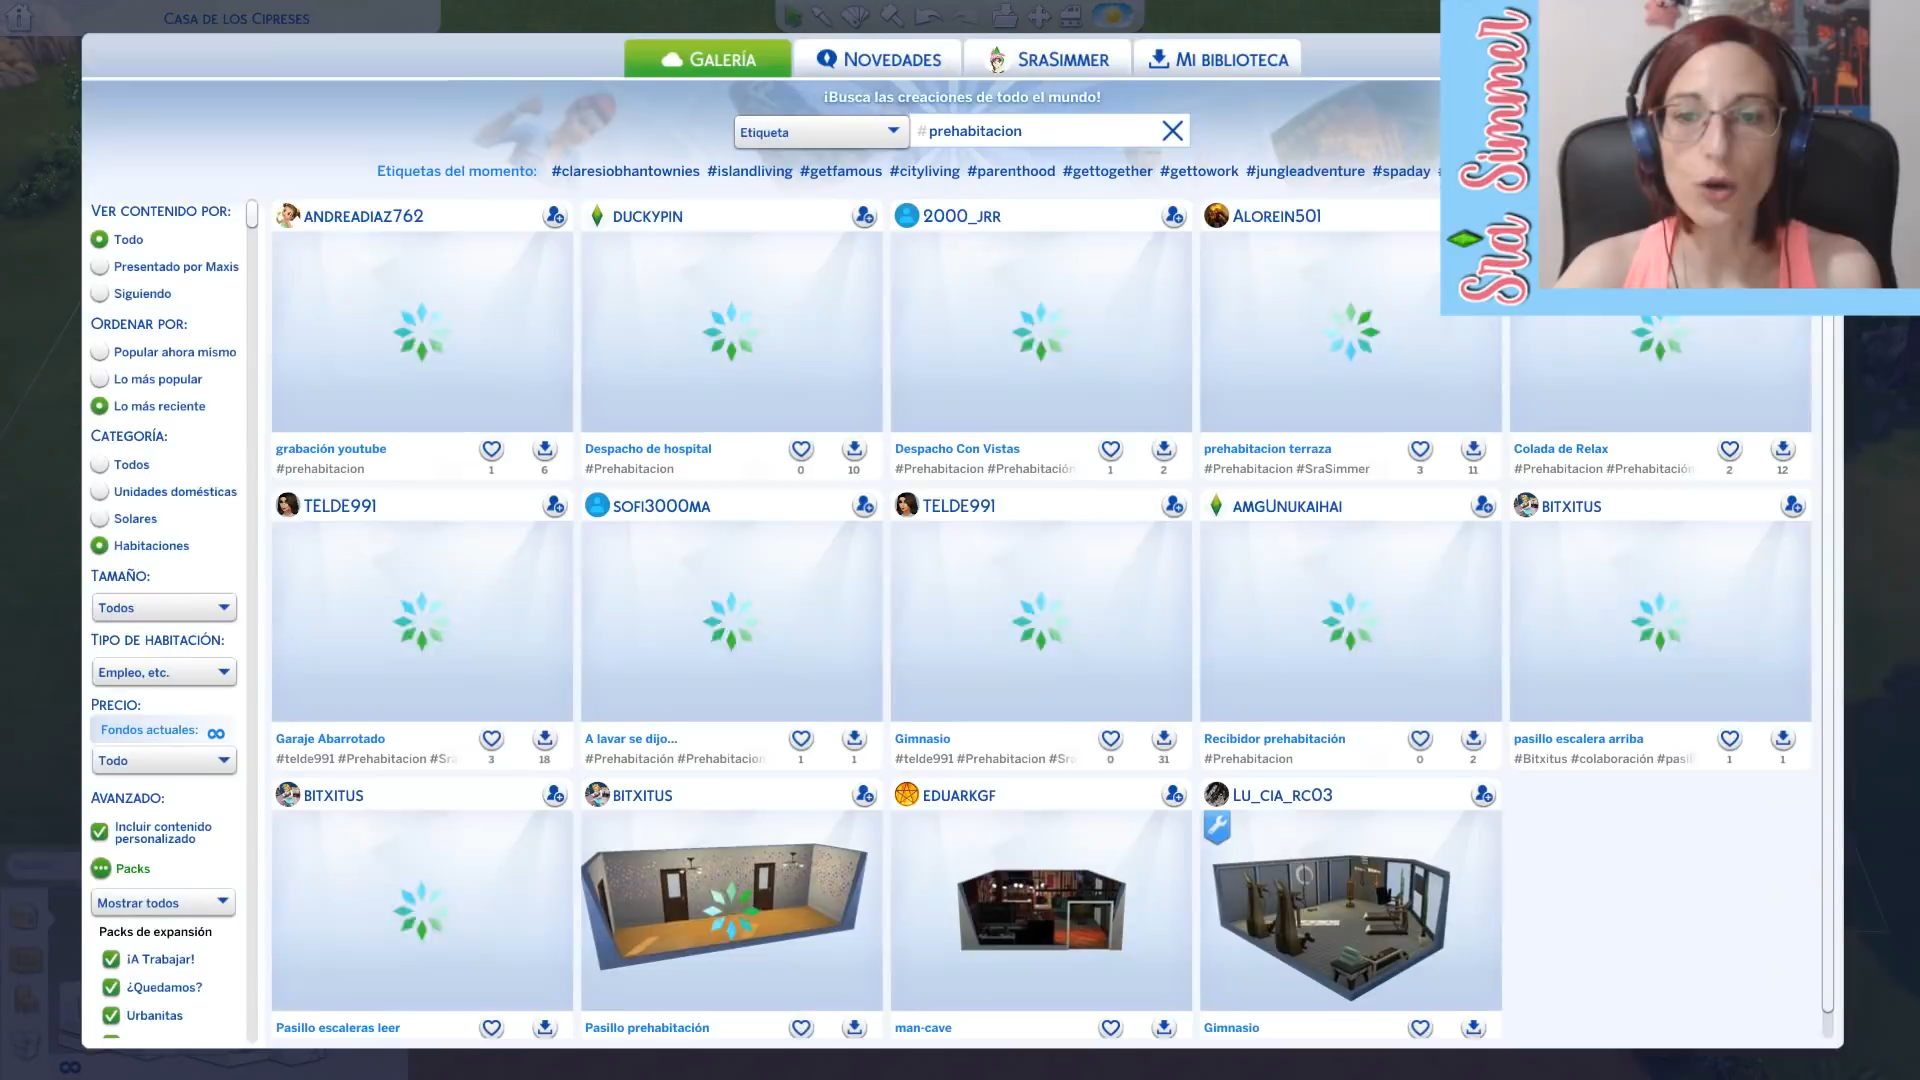 CASA DE LOS CIPRESES
GALERÍA
NOVEDADES
SRASIMMER
MI BIBLIOTECA
¡Busca las creaciones de todo el mundo!
Etiqueta
#prehabitacion
Etiquetas del momento: #claresiobhantownies #islandliving #getfamous #cityliving #parenthood #gettogether #gettowork #jungleadventure #spaday
Sra Simmer
VER CONTENIDO POR:
Todo
Presentado por Maxis
Siguiendo
ORDENAR POR:
Popular ahora mismo
Lo más popular
Lo más reciente
CATEGORÍA:
Todos
Unidades domésticas
Solares
Habitaciones
TAMAÑO:
Todos
TIPO DE HABITACIÓN:
Empleo, etc.
PRECIO:
Fondos actuales: ∞
Todo
AVANZADO:
Incluir contenido
personalizado
Packs
Mostrar todos
Packs de expansión
¡A Trabajar!
¿Quedamos?
Urbanitas
ANDREADIAZ762
grabación youtube
#prehabitacion
1
6
DUCKYPIN
Despacho de hospital
#Prehabitacion
0
10
2000_JRR
Despacho Con Vistas
#Prehabitacion #Prehabitación
1
2
ALOREIN501
prehabitacion terraza
#Prehabitacion #SraSimmer
3
11
Colada de Relax
#Prehabitacion #Prehabitación
2
12
TELDE991
Garaje Abarrotado
#telde991 #Prehabitacion #Sra
3
18
SOFI3000MA
A lavar se dijo...
#Prehabitación #Prehabitacion
1
1
TELDE991
Gimnasio
#telde991 #Prehabitacion #Sra
0
31
AMGUNUKAIHAI
Recibidor prehabitación
#Prehabitacion
0
2
BITXITUS
pasillo escalera arriba
#Bitxitus #colaboración #pasil
1
1
BITXITUS
Pasillo escaleras leer
BITXITUS
Pasillo prehabitación
EDUARKGF
man-cave
LU_CIA_RC03
Gimnasio
∞